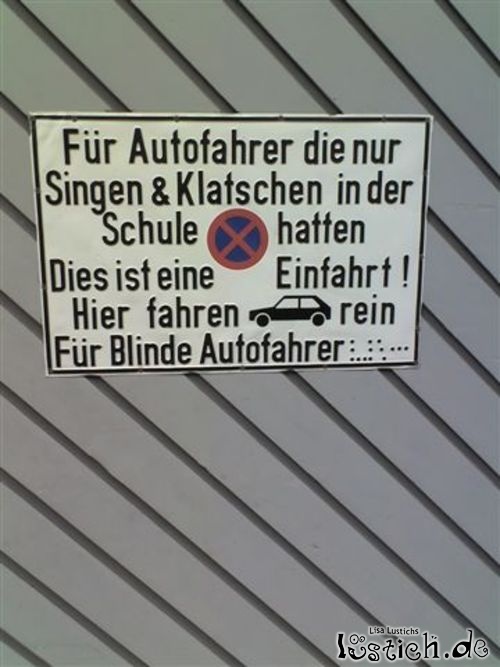 Für Autofahrer die nur
Singen & Klatschen in der
Schule hatten
Dies ist eine Einfahrt !
Hier fahren rein
Für Blinde Autofahrer :..::. ...
Lisa Lustichs
lustich.de